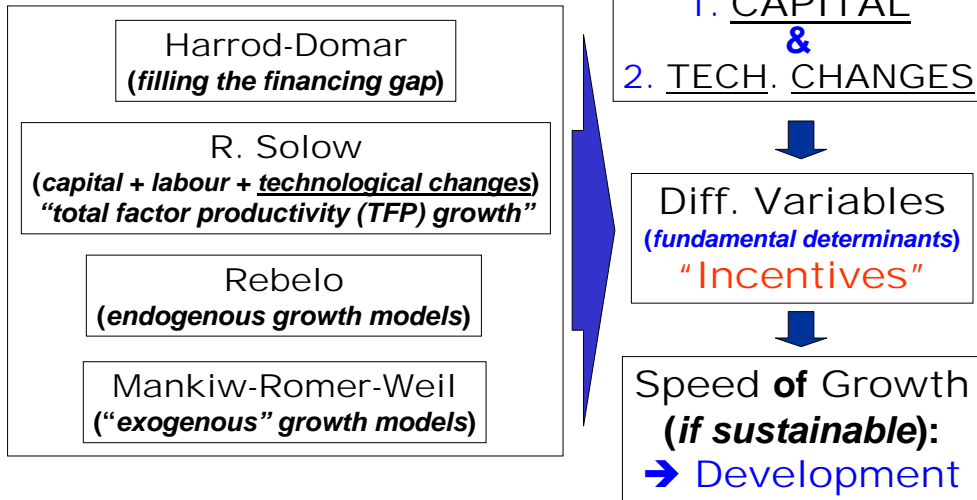 Harrod-Domar
(filling the financing gap)
R. Solow
(capital + labour + technological changes)
“total factor productivity (TFP) growth”
Rebelo
(endogenous growth models)
Mankiw-Romer-Weil
(“exogenous” growth models)
1. CAPITAL
&
2. TECH. CHANGES
Diff. Variables
(fundamental determinants)
“Incentives”
Speed of Growth
(if sustainable):
➔ Development